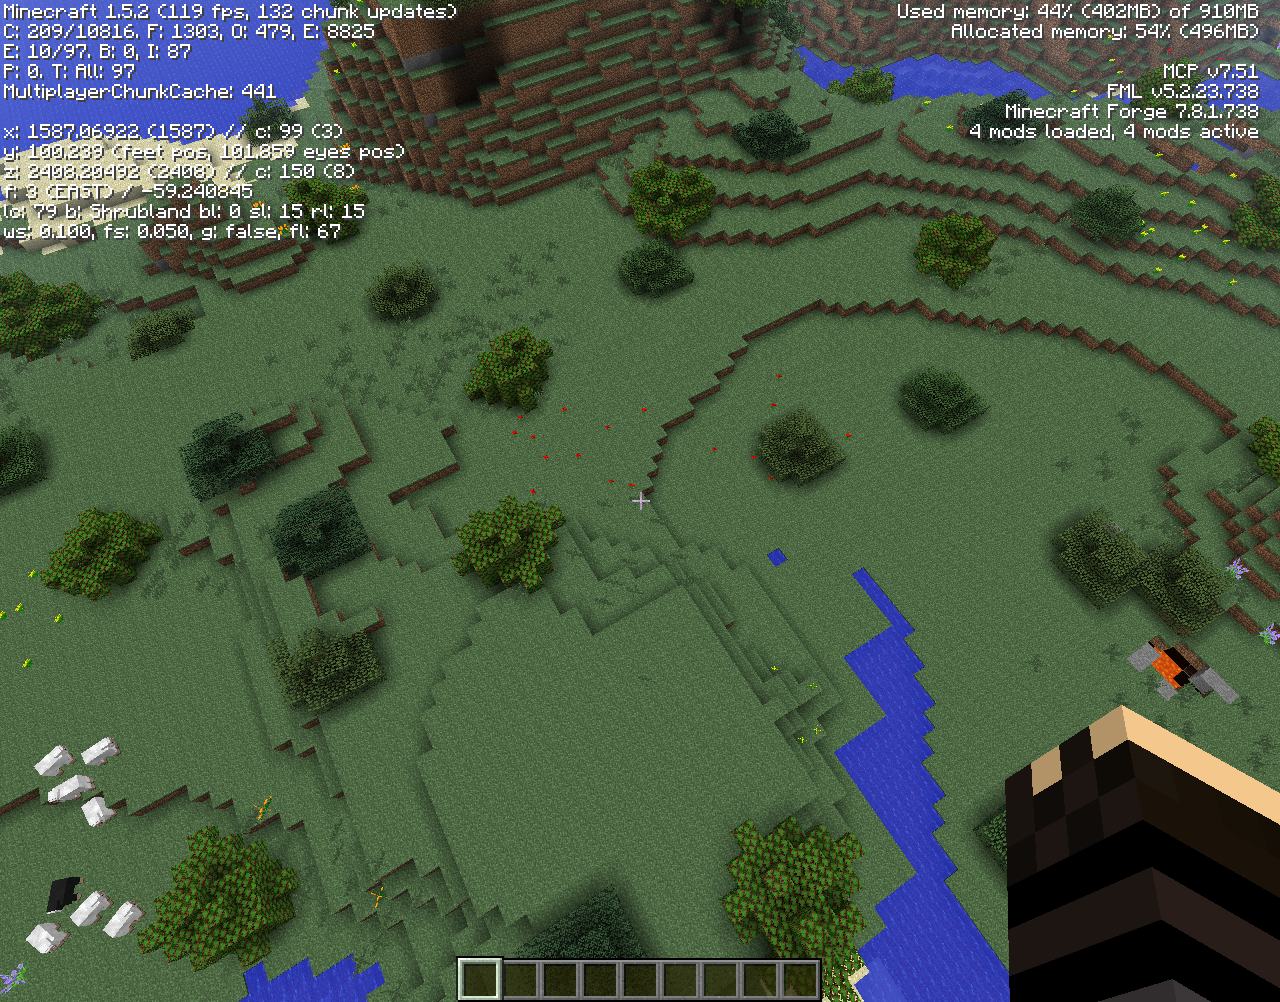 Minecraft 1.5.2 (119 fps, 132 chunk updates)
C: 209/10816. F: 1303, O: 479, E: 8825
E: 10/97. B: 0, I: 87
P: 0. T: All: 97
MultiplayerChunkCache: 441
x: 1587.06922 (1587) // c: 99 (3)
y: 100.239 (feet pos, 101.859 eyes pos)
z: 2408.20492 (2408) // c: 150 (8)
f: 3 (EAST) / -59.240845
lc: 79 b: Shrubland bl: 0 sl: 15 rl: 15
ws: 0.100, fs: 0.050, g: false, fl: 67
Used memory: 44% (402MB) of 910MB
Allocated memory: 54% (496MB)
MCP v7.51
FML v5.2.23.738
Minecraft Forge 7.8.1.738
4 mods loaded, 4 mods active